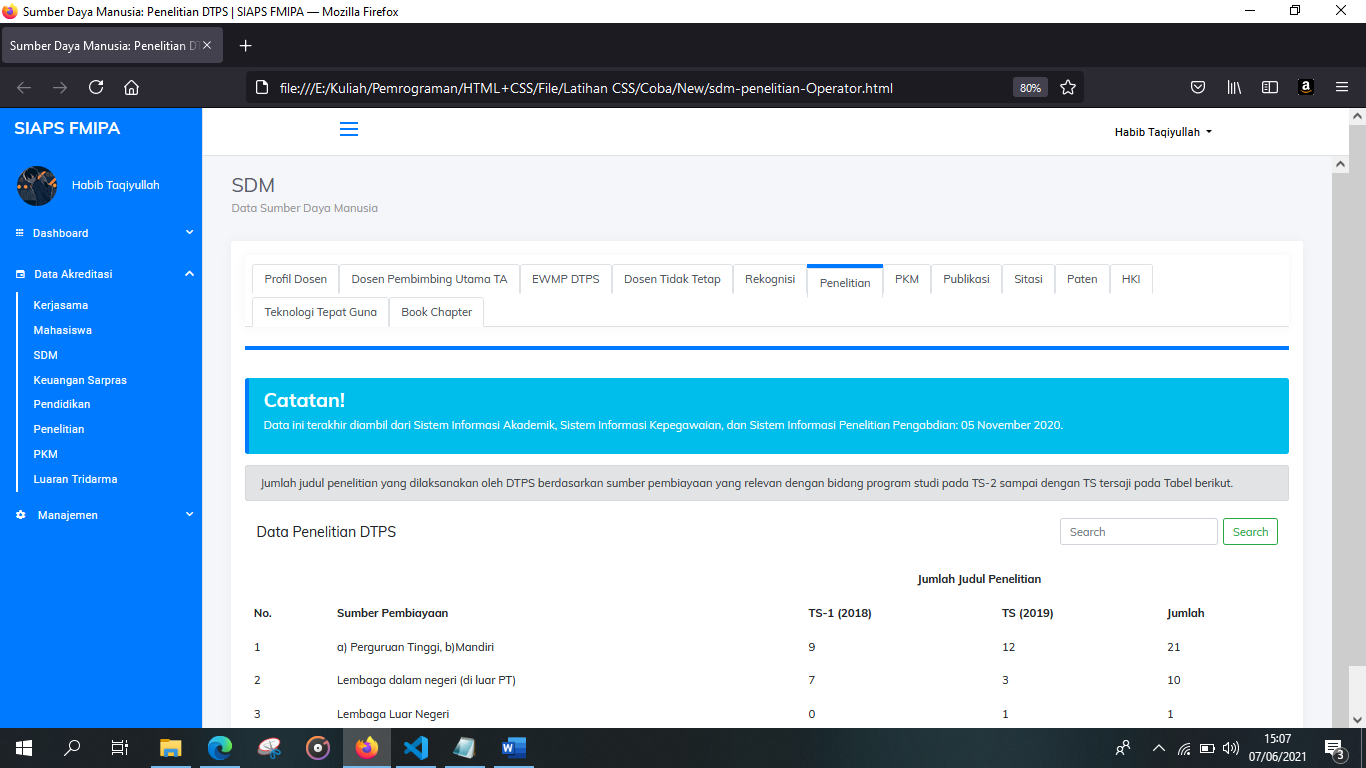 Sumber Daya Manusia: Penelitian DTPS | SIAPS FMIPA — Mozilla Firefox
Sumber Daya Manusia: Penelitian DT
file:///E:/Kuliah/Pemrograman/HTML+CSS/File/Latihan CSS/Coba/New/sdm-penelitian-Operator.html
80%
SIAPS FMIPA
Habib Taqiyullah
Habib Taqiyullah
Dashboard
Data Akreditasi
Kerjasama
Mahasiswa
SDM
Keuangan Sarpras
Pendidikan
Penelitian
PKM
Luaran Tridarma
Manajemen
SDM
Data Sumber Daya Manusia
Profil Dosen Dosen Pembimbing Utama TA EWMP DTPS Dosen Tidak Tetap Rekognisi Penelitian PKM Publikasi Sitasi Paten HKI
Teknologi Tepat Guna Book Chapter
Catatan!
Data ini terakhir diambil dari Sistem Informasi Akademik, Sistem Informasi Kepegawaian, dan Sistem Informasi Penelitian Pengabdian: 05 November 2020.
Jumlah judul penelitian yang dilaksanakan oleh DTPS berdasarkan sumber pembiayaan yang relevan dengan bidang program studi pada TS-2 sampai dengan TS tersaji pada Tabel berikut.
Data Penelitian DTPS Search Search
Jumlah Judul Penelitian
No. Sumber Pembiayaan TS-1 (2018) TS (2019) Jumlah
1 a) Perguruan Tinggi, b)Mandiri 9 12 21
2 Lembaga dalam negeri (di luar PT) 7 3 10
3 Lembaga Luar Negeri 0 1 1
15:07
07/06/2021
3